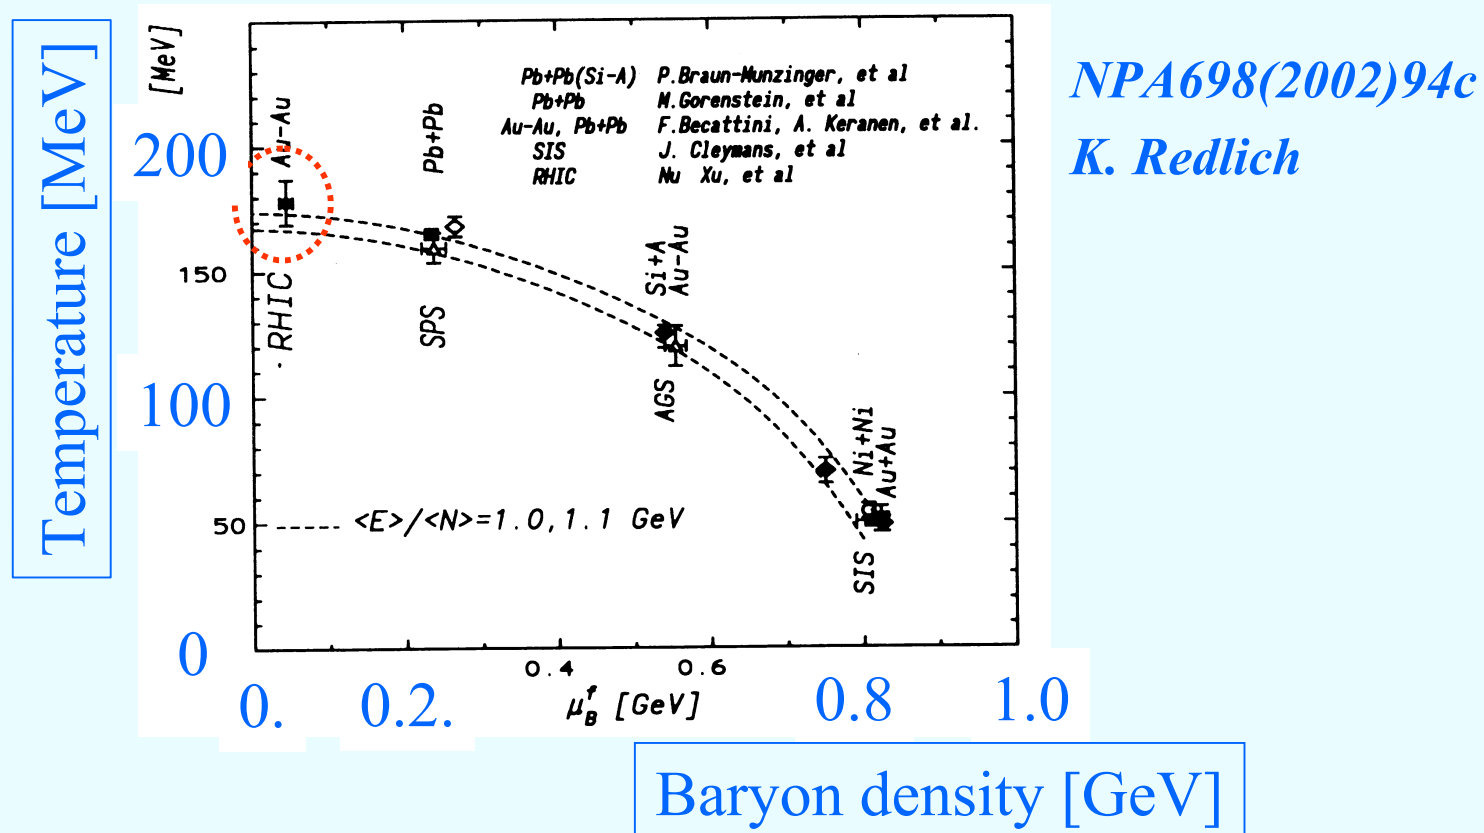 Temperature [MeV]
[MeV]
200
150
100
50
0
Pb+Pb(Si-A) P.Braun-Munzinger, et al
Pb+Pb M.Gorenstein, et al
Au-Au, Pb+Pb F.Becattini, A. Keranen, et al.
SIS J. Cleymans, et al
RHIC Nu Xu, et al
Au-Au
RHIC
Pb+Pb
SPS
Si+A
Au-Au
AGS
Ni+Ni
Au+Au
SIS
<E>/<N>=1.0,1.1 GeV
0.4 0.6
0. 0.2. 0.8 1.0
μ_B^f [GeV]
Baryon density [GeV]
NPA698(2002)94c
K. Redlich